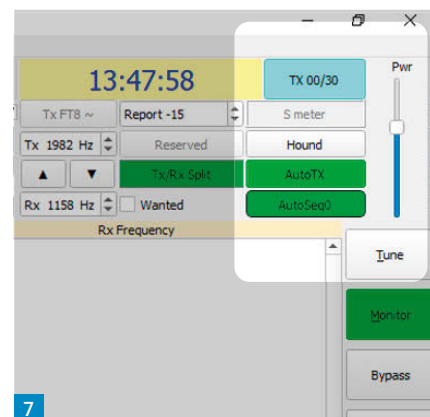 13:47:58 TX 00/30 Pwr
Tx FT8 ~ Report -15 S meter
Tx 1982 Hz Reserved Hound
▲ ▼ Tx/Rx Split AutoTX
Rx 1158 Hz Wanted AutoSeq0
Rx Frequency
Tune
Monitor
Bypass
7